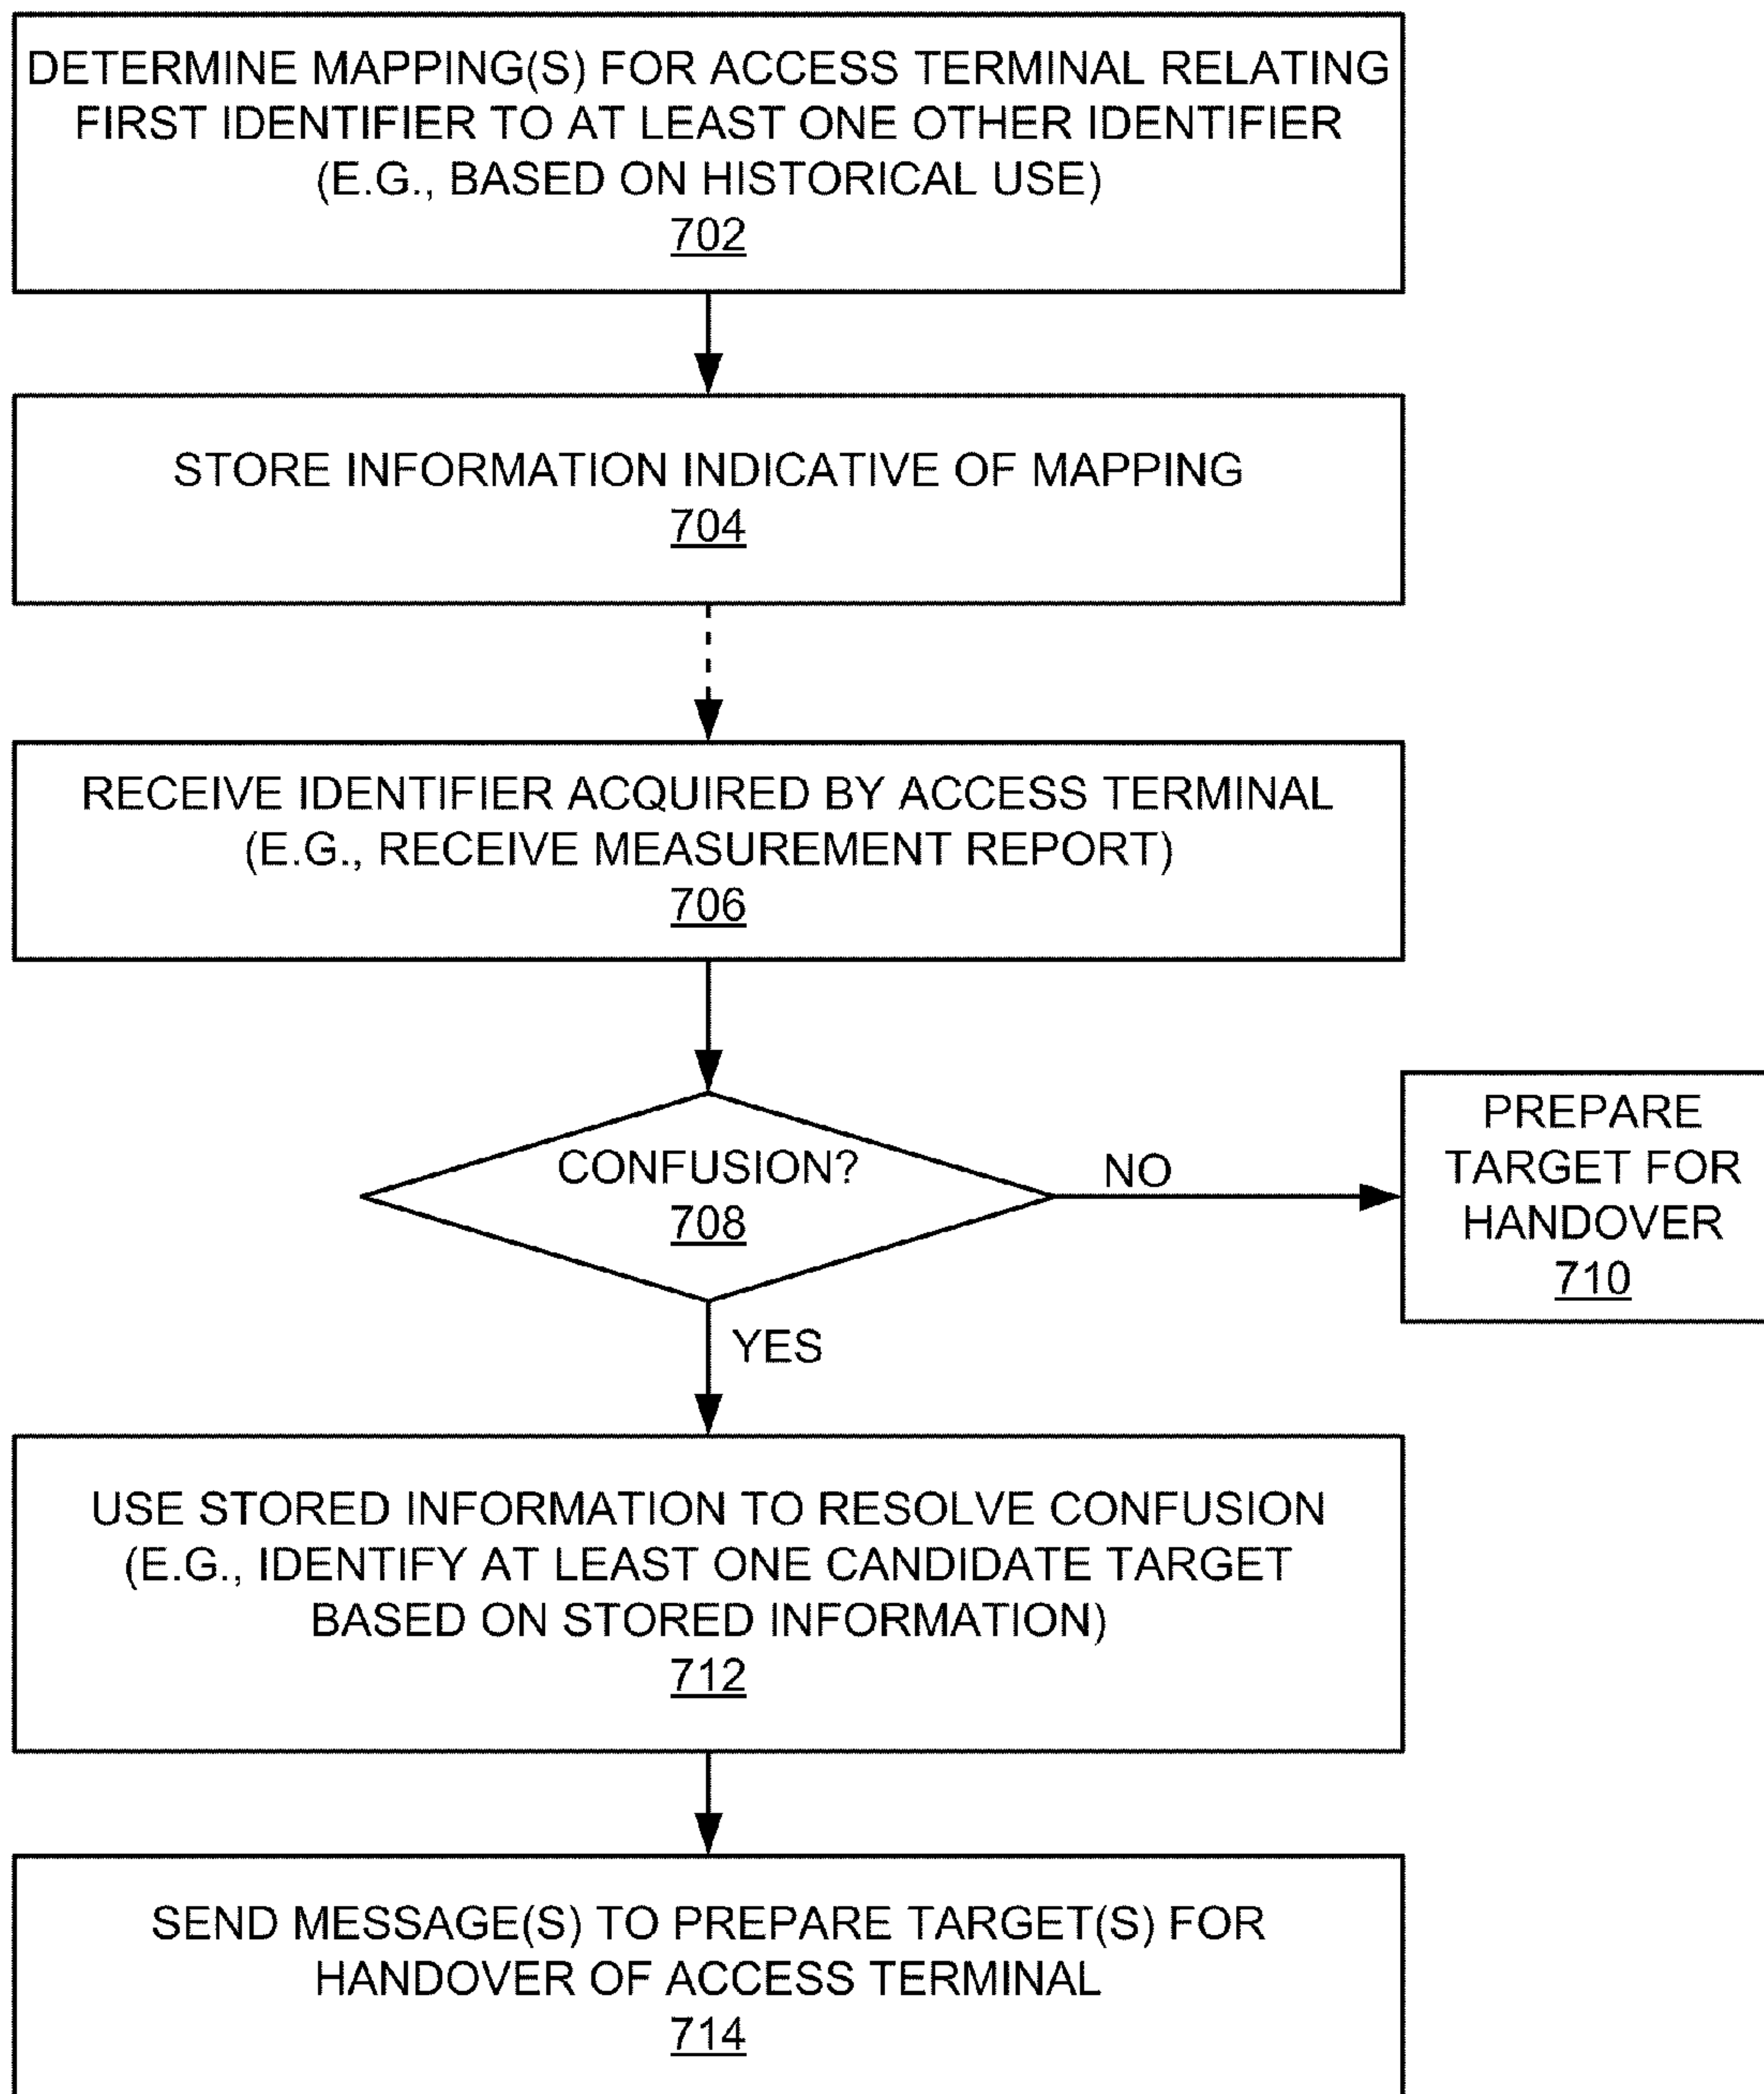 DETERMINE MAPPING(S) FOR ACCESS TERMINAL RELATING
FIRST IDENTIFIER TO AT LEAST ONE OTHER IDENTIFIER
(E.G., BASED ON HISTORICAL USE)
702
STORE INFORMATION INDICATIVE OF MAPPING
704
RECEIVE IDENTIFIER ACQUIRED BY ACCESS TERMINAL
(E.G., RECEIVE MEASUREMENT REPORT)
706
CONFUSION?
708
NO
PREPARE
TARGET FOR
HANDOVER
710
YES
USE STORED INFORMATION TO RESOLVE CONFUSION
(E.G., IDENTIFY AT LEAST ONE CANDIDATE TARGET
BASED ON STORED INFORMATION)
712
SEND MESSAGE(S) TO PREPARE TARGET(S) FOR
HANDOVER OF ACCESS TERMINAL
714